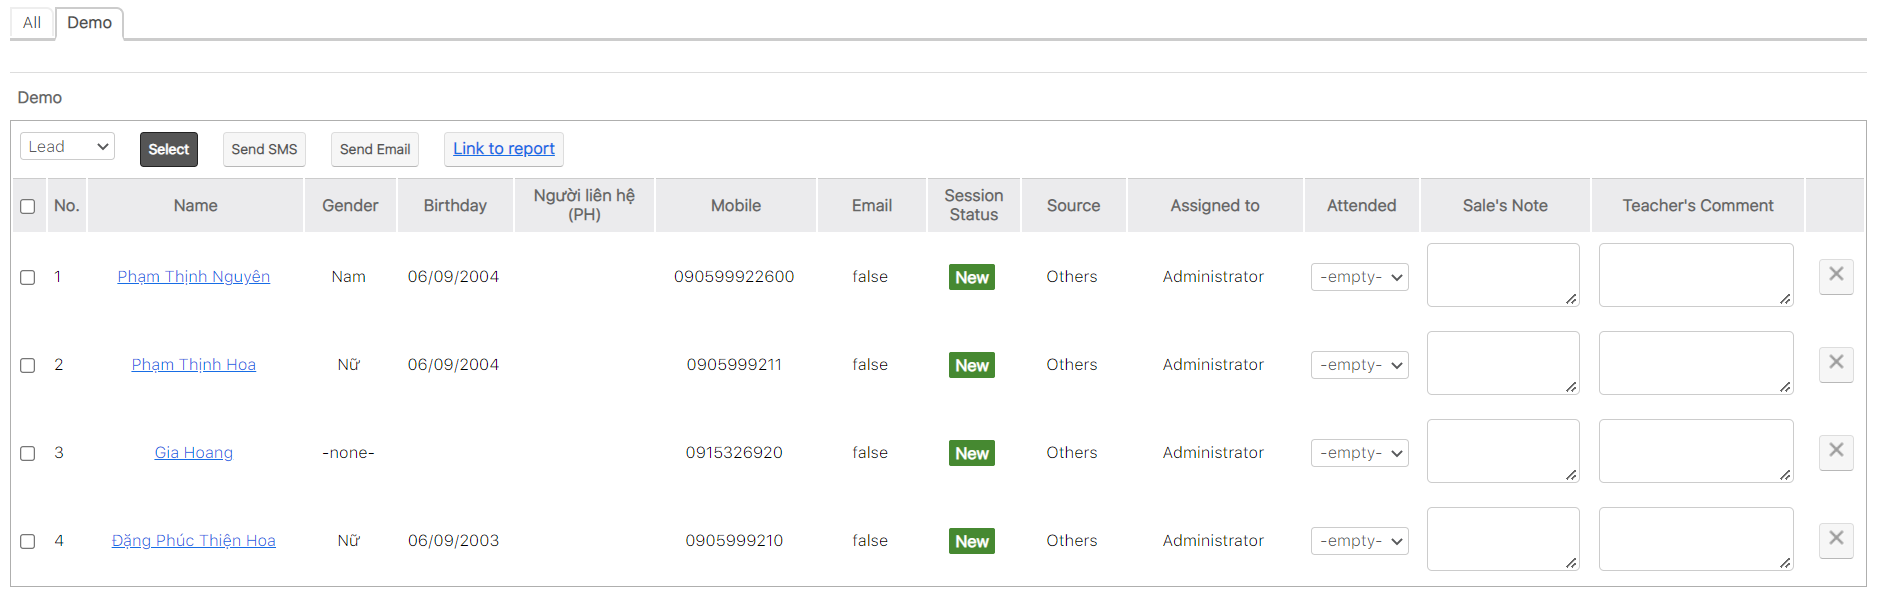 All Demo
Demo
Lead Select Send SMS Send Email Link to report
No. Name Gender Birthday Người liên hệ (PH) Mobile Email Session Status Source Assigned to Attended Sale's Note Teacher's Comment
1 Phạm Thịnh Nguyên Nam 06/09/2004 090599922600 false New Others Administrator -empty-
2 Phạm Thịnh Hoa Nữ 06/09/2004 0905999211 false New Others Administrator -empty-
3 Gia Hoang -none- 0915326920 false New Others Administrator -empty-
4 Đặng Phúc Thiện Hoa Nữ 06/09/2003 0905999210 false New Others Administrator -empty-